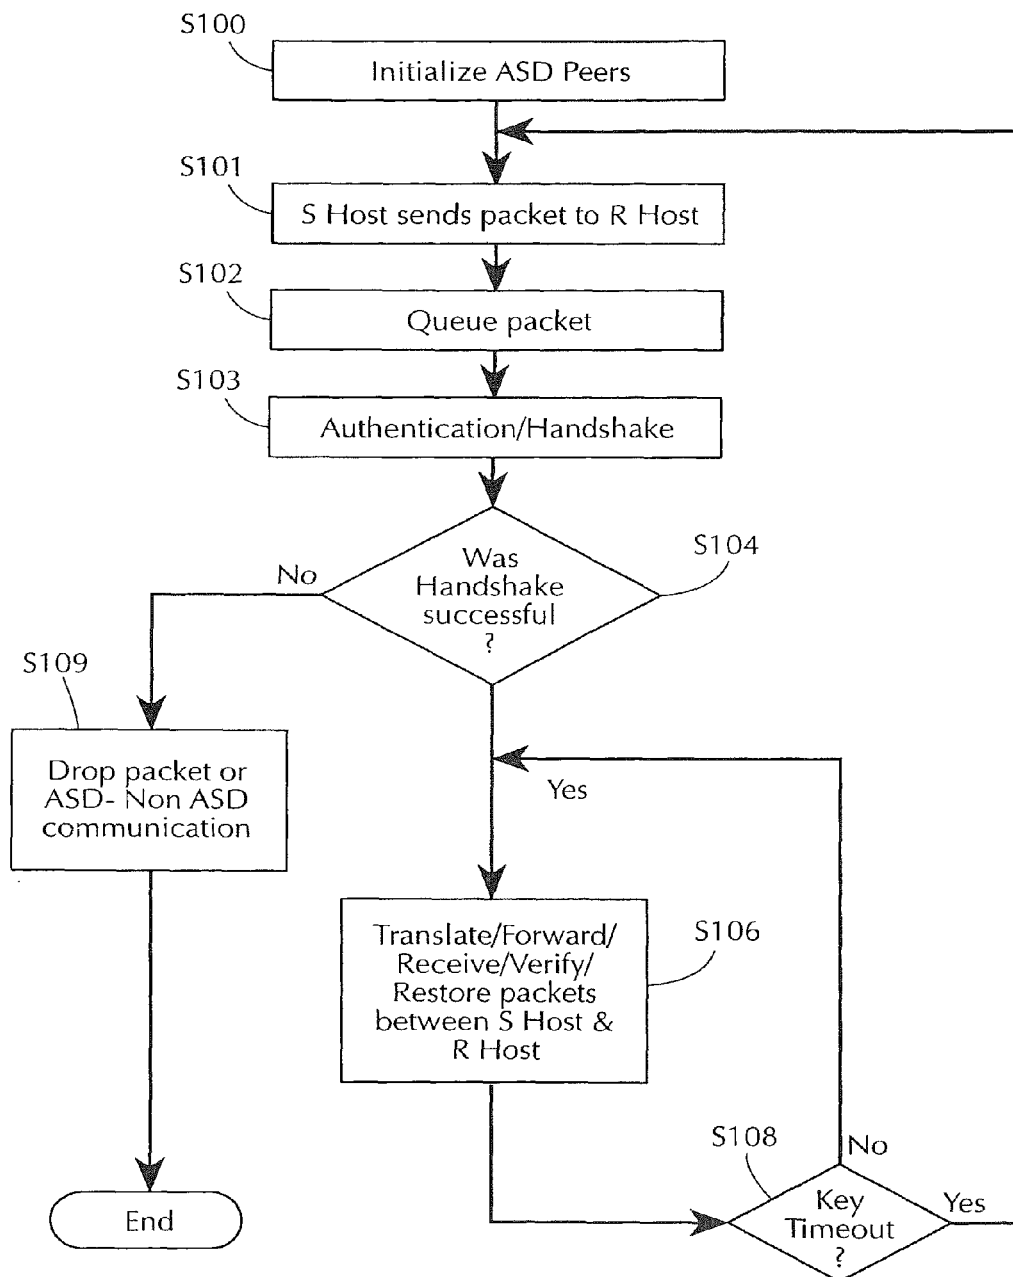 S100
Initialize ASD Peers
S101
S Host sends packet to R Host
S102
Queue packet
S103
Authentication/Handshake
S104
Was
Handshake
successful
?
No
S109
Drop packet or
ASD- Non ASD
communication
Yes
Translate/Forward/
Receive/Verify/
Restore packets
between S Host &
R Host
S106
S108
No
Key
Timeout
?
Yes
End